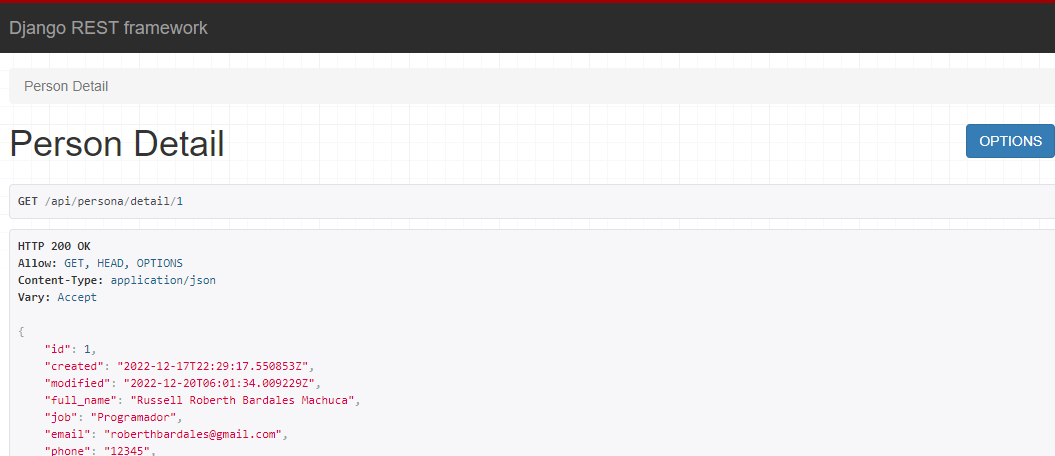 Django REST framework
Person Detail
Person Detail
OPTIONS
GET /api/persona/detail/1
HTTP 200 OK
Allow: GET, HEAD, OPTIONS
Content-Type: application/json
Vary: Accept
{
"id": 1,
"created": "2022-12-17T22:29:17.550853Z",
"modified": "2022-12-20T06:01:34.009229Z",
"full_name": "Russell Roberth Bardales Machuca",
"job": "Programador",
"email": "roberthbardales@gmail.com",
"phone": "12345",